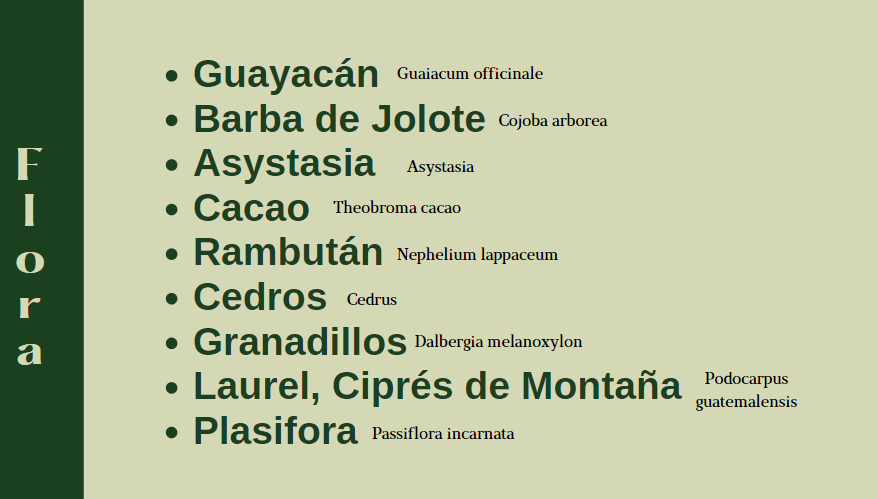 Flora
Guayacán Guaiacum officinale
Barba de Jolote Cojoba arborea
Asystasia Asystasia
Cacao Theobroma cacao
Rambután Nephelium lappaceum
Cedros Cedrus
Granadillos Dalbergia melanoxylon
Laurel, Ciprés de Montaña Podocarpus
guatemalensis
Plasifora Passiflora incarnata